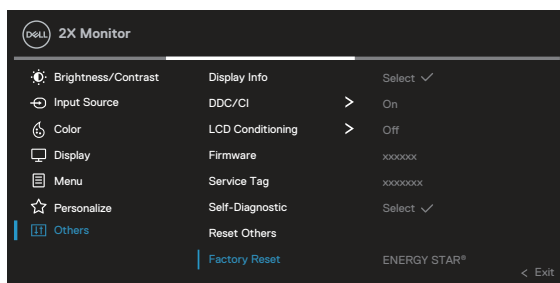 DELL 2X Monitor
Brightness/Contrast Display Info Select ✓
Input Source DDC/CI > On
Color LCD Conditioning > Off
Display Firmware xxxxxx
Menu Service Tag xxxxxxx
Personalize Self-Diagnostic Select ✓
Others Reset Others
Factory Reset ENERGY STAR®
< Exit